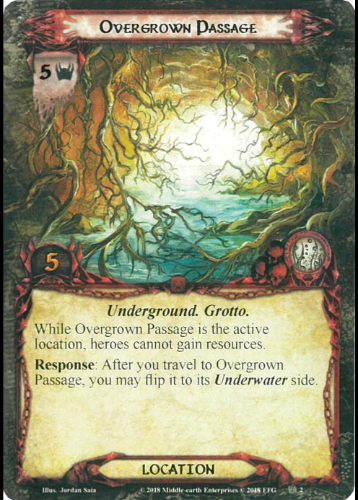 Overgrown Passage
5
5
Underground. Grotto.
While Overgrown Passage is the active
location, heroes cannot gain resources.
Response: After you travel to Overgrown
Passage, you may flip it to its Underwater side.
Illus. Jordan Saia
©2018 Middle-earth Enterprises ©2018 FFG
2
LOCATION